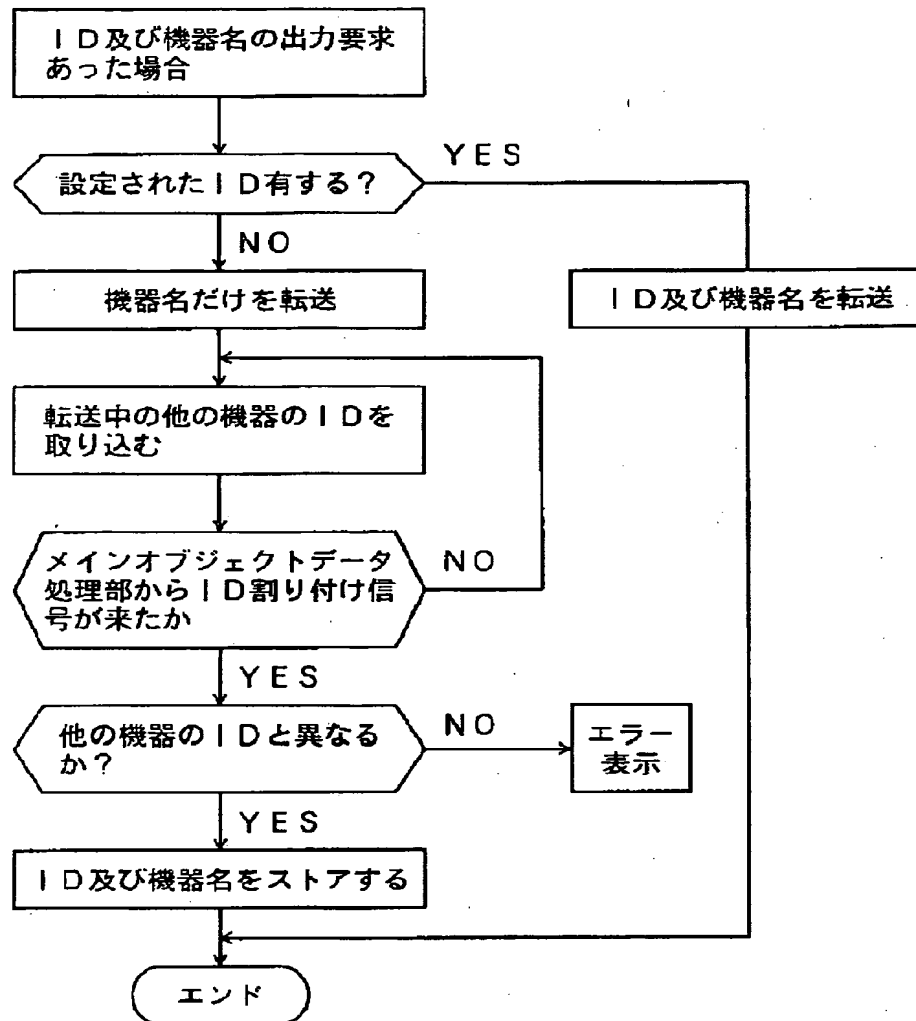 ID及び機器名の出力要求
あった場合
YES
設定されたID有する？
NO
機器名だけを転送
ID及び機器名を転送
転送中の他の機器のIDを
取り込む
メインオブジェクトデータ
処理部からID割り付け信
号が来たか
NO
YES
他の機器のIDと異なる
か？
NO
エラー
表示
YES
ID及び機器名をストアする
エンド